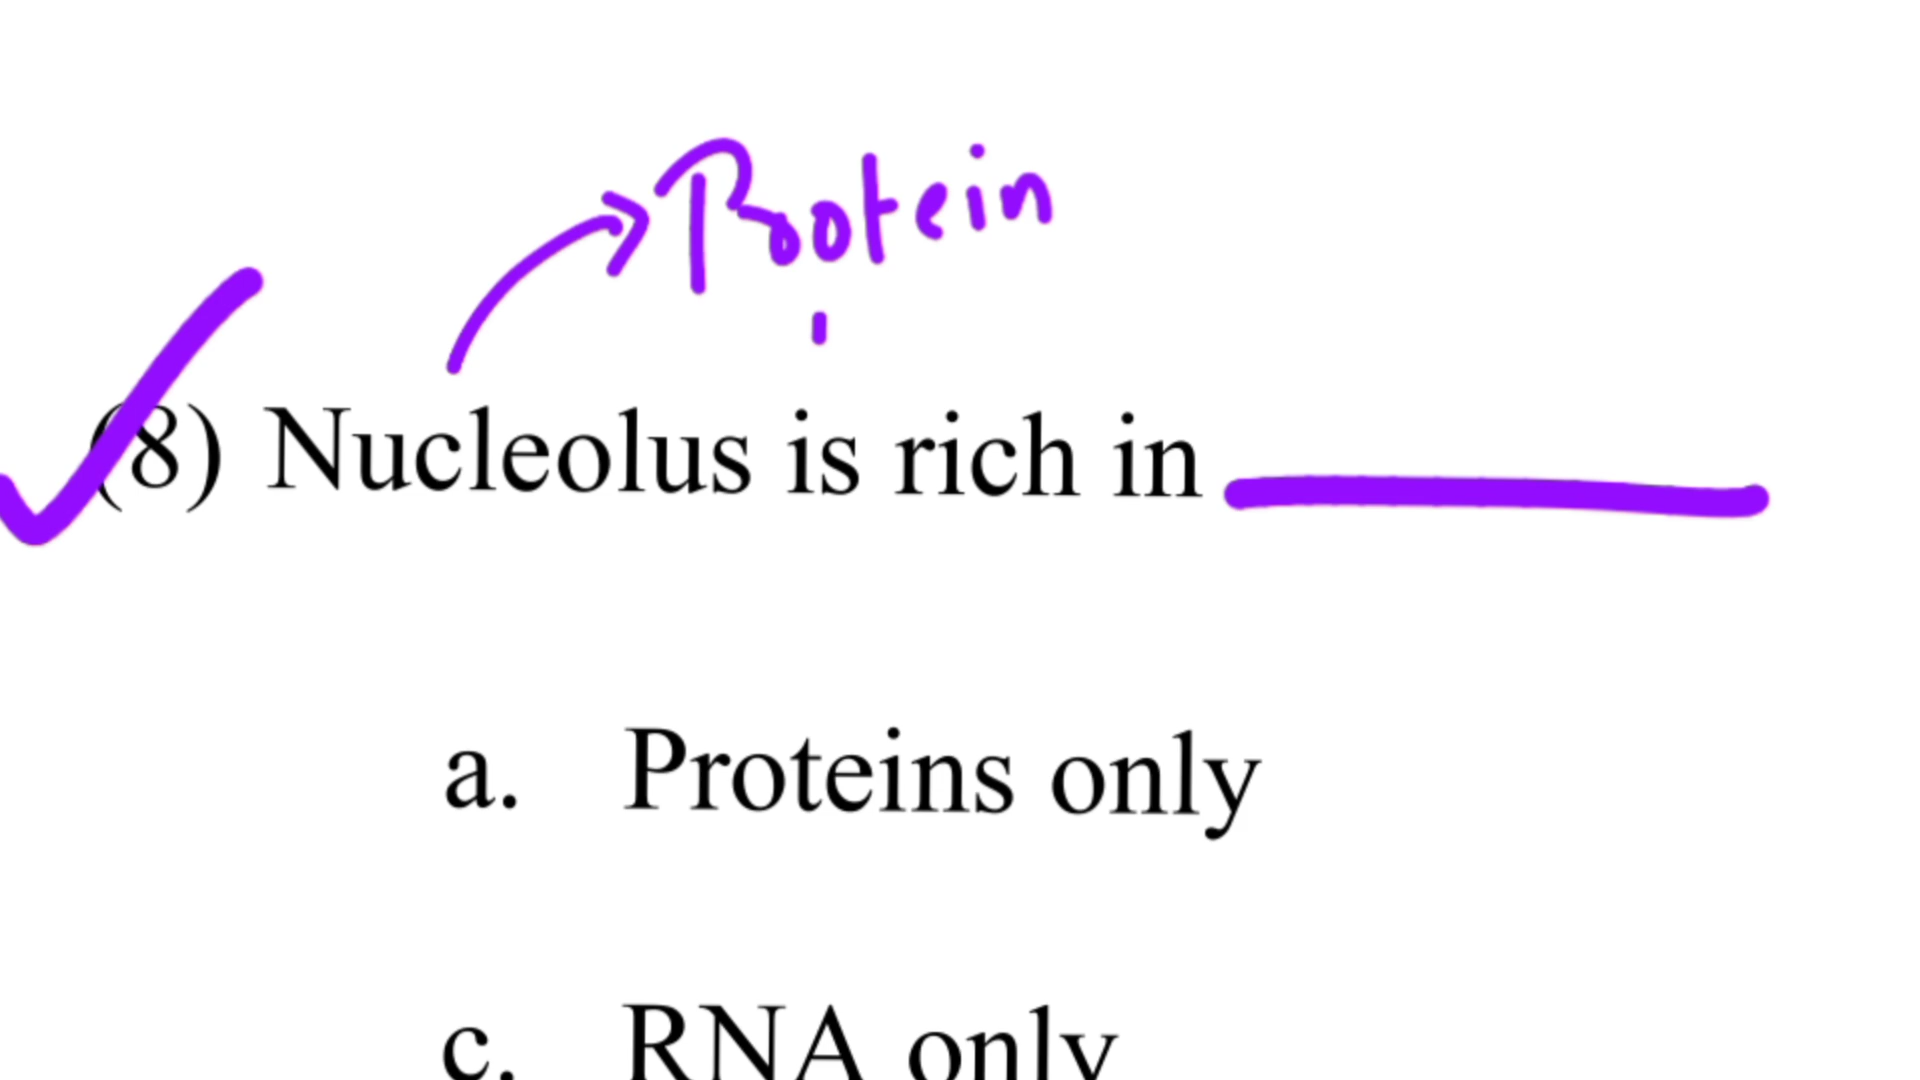 Protein
(8) Nucleolus is rich in
a. Proteins only
c. RNA only